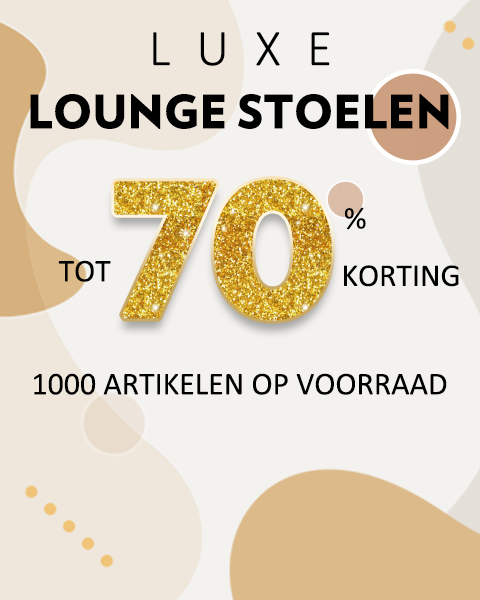 LUXE
LOUNGE STOELEN
TOT 70% KORTING
1000 ARTIKELEN OP VOORRAAD